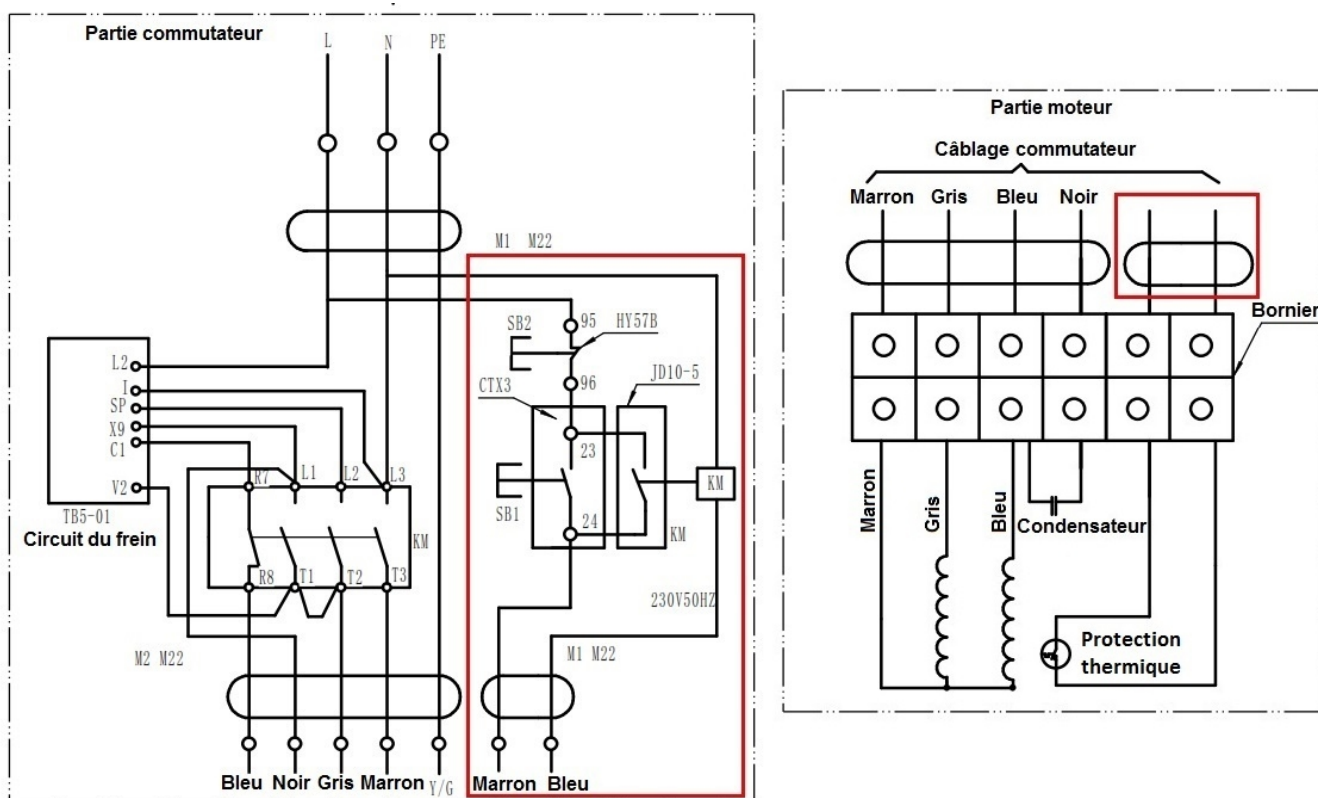 Partie commutateur
L N PE
M1 M22
SB2
95
HY57B
96
CTX3
JD10-5
L2
I
SP
X9
C1
V2
TB5-01
Circuit du frein
R7 L1 L2 L3
KM
R8 T1 T2 T3
23
SB1
24
KM
KM
230V50HZ
M2 M22
M1 M22
Bleu Noir Gris Marron Y/G
Marron Bleu
Partie moteur
Câblage commutateur
Marron Gris Bleu Noir
Bornier
Marron
Gris
Bleu
Condensateur
Protection
thermique